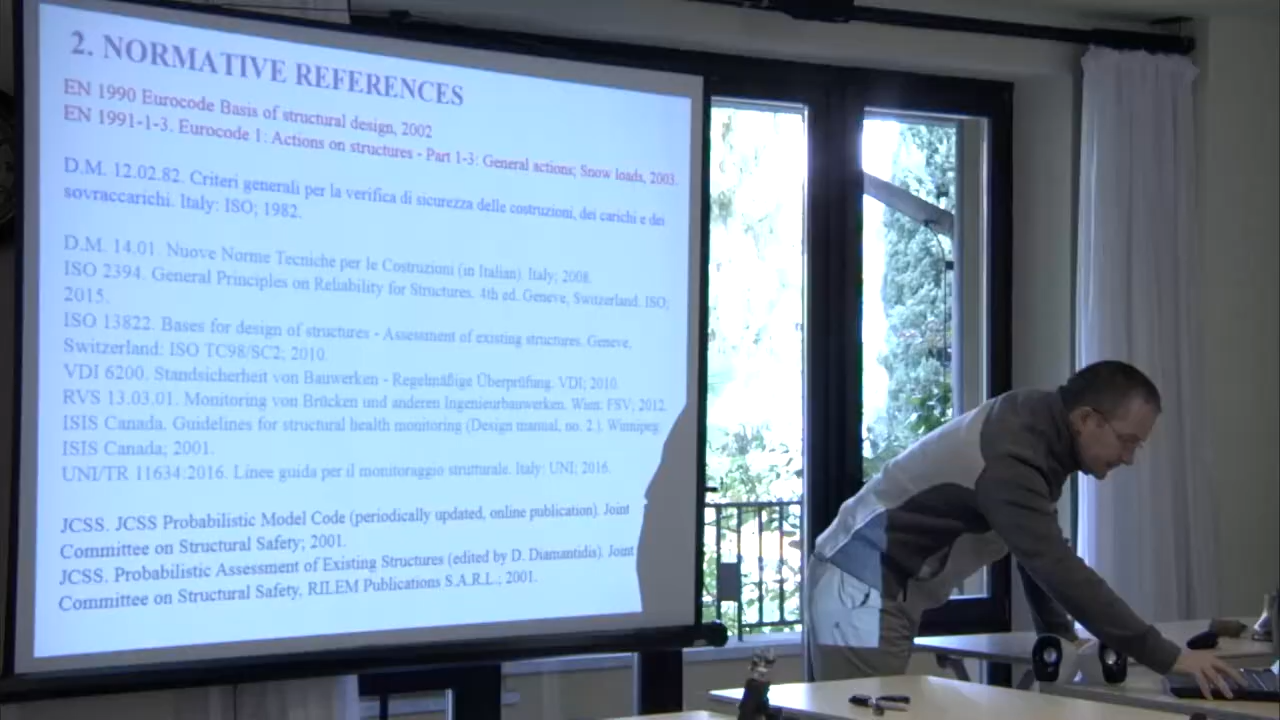 2. NORMATIVE REFERENCES
EN 1990 Eurocode Basis of structural design, 2002
EN 1991-1-3. Eurocode 1: Actions on structures - Part 1-3: General actions; Snow loads, 2003.
D.M. 12.02.82. Criteri generali per la verifica di sicurezza delle costruzioni, dei carichi e dei
sovraccarichi. Italy: ISO; 1982.
D.M. 14.01. Nuove Norme Tecniche per le Costruzioni (in Italian). Italy; 2008.
ISO 2394. General Principles on Reliability for Structures. 4th ed. Geneve, Switzerland. ISO;
2015.
ISO 13822. Bases for design of structures - Assessment of existing structures. Geneve,
Switzerland: ISO TC98/SC2; 2010.
VDI 6200. Standsicherheit von Bauwerken - Regelmäßige Überprüfung. VDI; 2010.
RVS 13.03.01. Monitoring von Brücken und anderen Ingenieurbauwerken. Wien: FSV; 2012.
ISIS Canada. Guidelines for structural health monitoring (Design manual, no. 2.). Winnipeg:
ISIS Canada; 2001.
UNI/TR 11634:2016. Linee guida per il monitoraggio strutturale. Italy: UNI; 2016.
JCSS. JCSS Probabilistic Model Code (periodically updated, online publication). Joint
Committee on Structural Safety; 2001.
JCSS. Probabilistic Assessment of Existing Structures (edited by D. Diamantidis). Joint
Committee on Structural Safety, RILEM Publications S.A.R.L.; 2001.